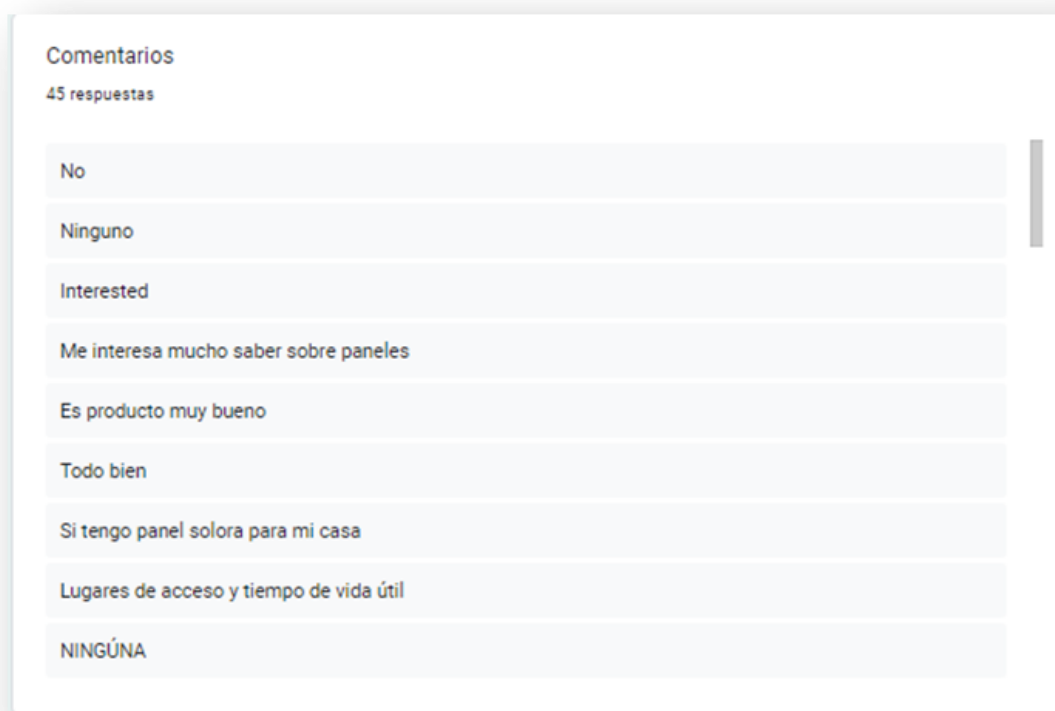 Comentarios
45 respuestas
No
Ninguno
Interested
Me interesa mucho saber sobre paneles
Es producto muy bueno
Todo bien
Si tengo panel solora para mi casa
Lugares de acceso y tiempo de vida útil
NINGÚNA